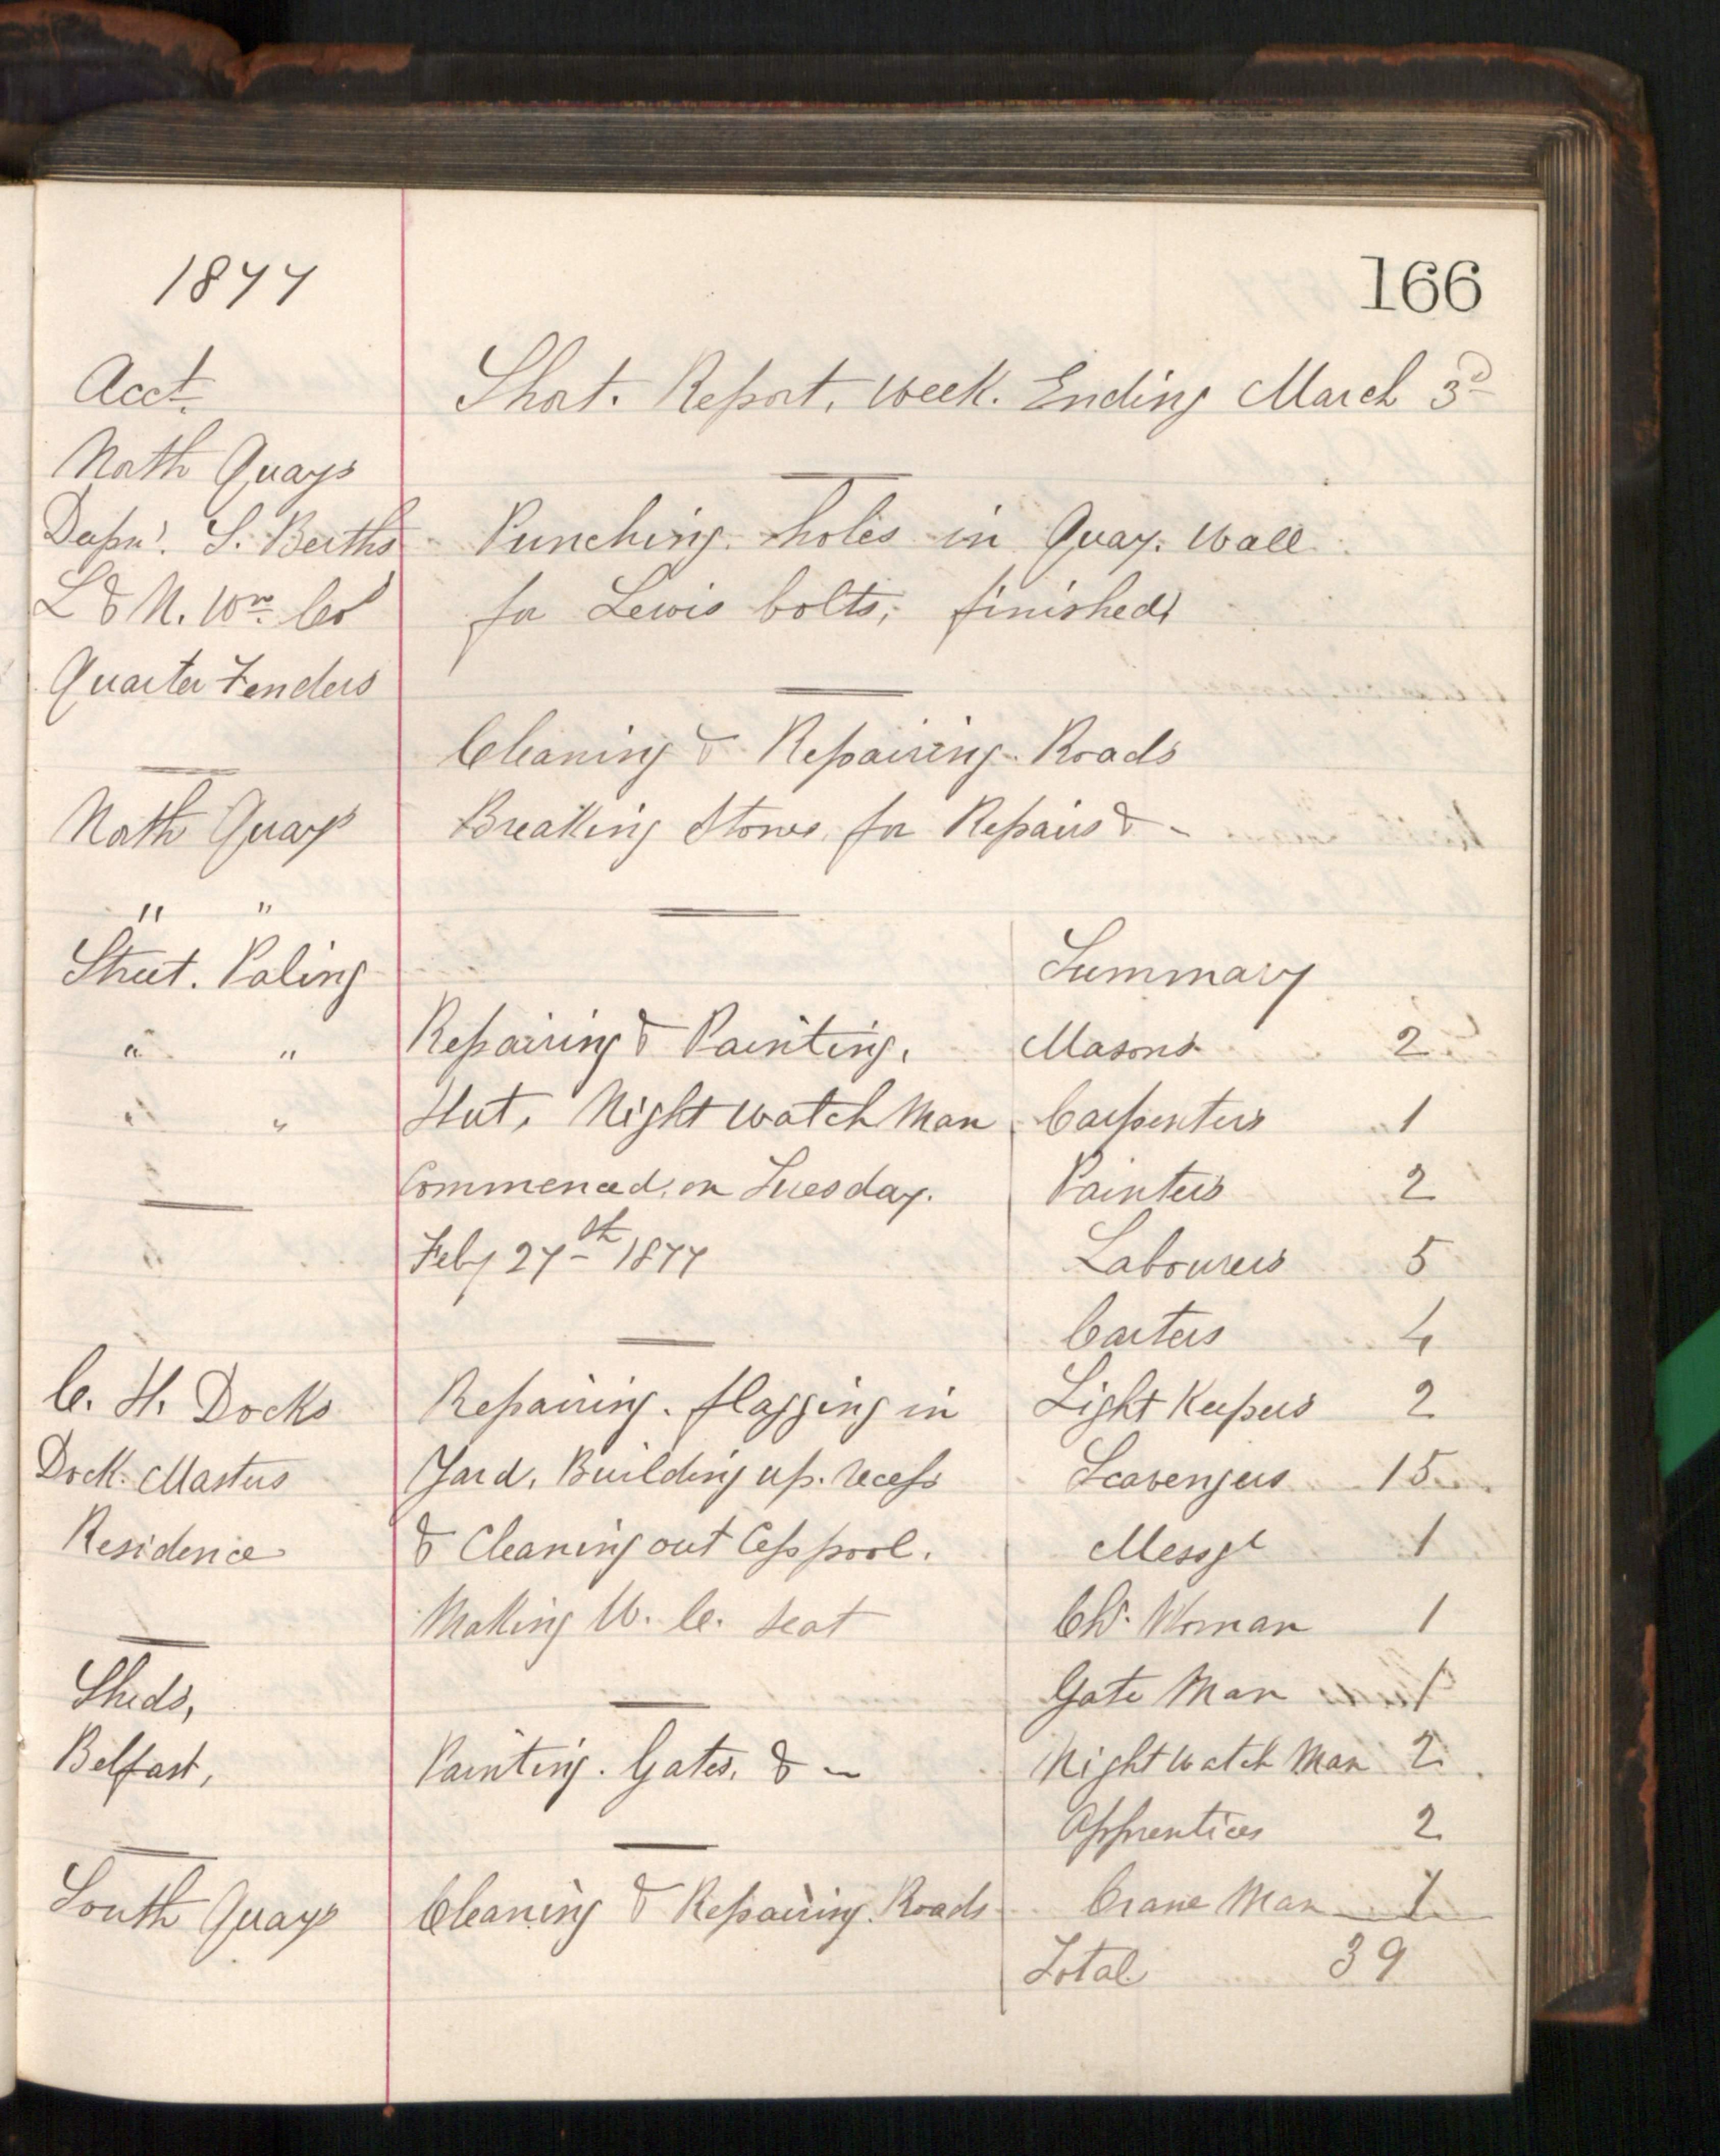 1877
166
Acct.
Short. Report. Week. Ending March 3d
North Quays
Deepn'. S. Berths
Punching holes in Quay. Wall
L & N. Wn. Co
for Lewis bolts; finished
Quarter Fenders
Cleaning & Repairing Roads
North Quays
Breaking Stones for Repairs & ~
" "
Street. Paling
Summary
" "
Repairing & Painting.
Masons 2
" "
Hut. Night Watch Man
Carpenters 1
Commenced. on Tuesday.
Painters 2
Feby 27th 1877
Labourers 5
Carters 4
C. H. Docks
Repairing. flagging in
Light Keepers 2
Dock. Masters
Yard. Building up. recess
Scavengers 15
Residence
& Cleaning out Cesspool.
Messgr 1
Making W. C. seat
Chr. Woman 1
Sheds,
Gate Man 1
Belfast,
Painting. Gates. & ~
Night Watch Man 2
Apprentices 2
South Quays
Cleaning & Repairing. Roads
Crane Man 1
Total 39